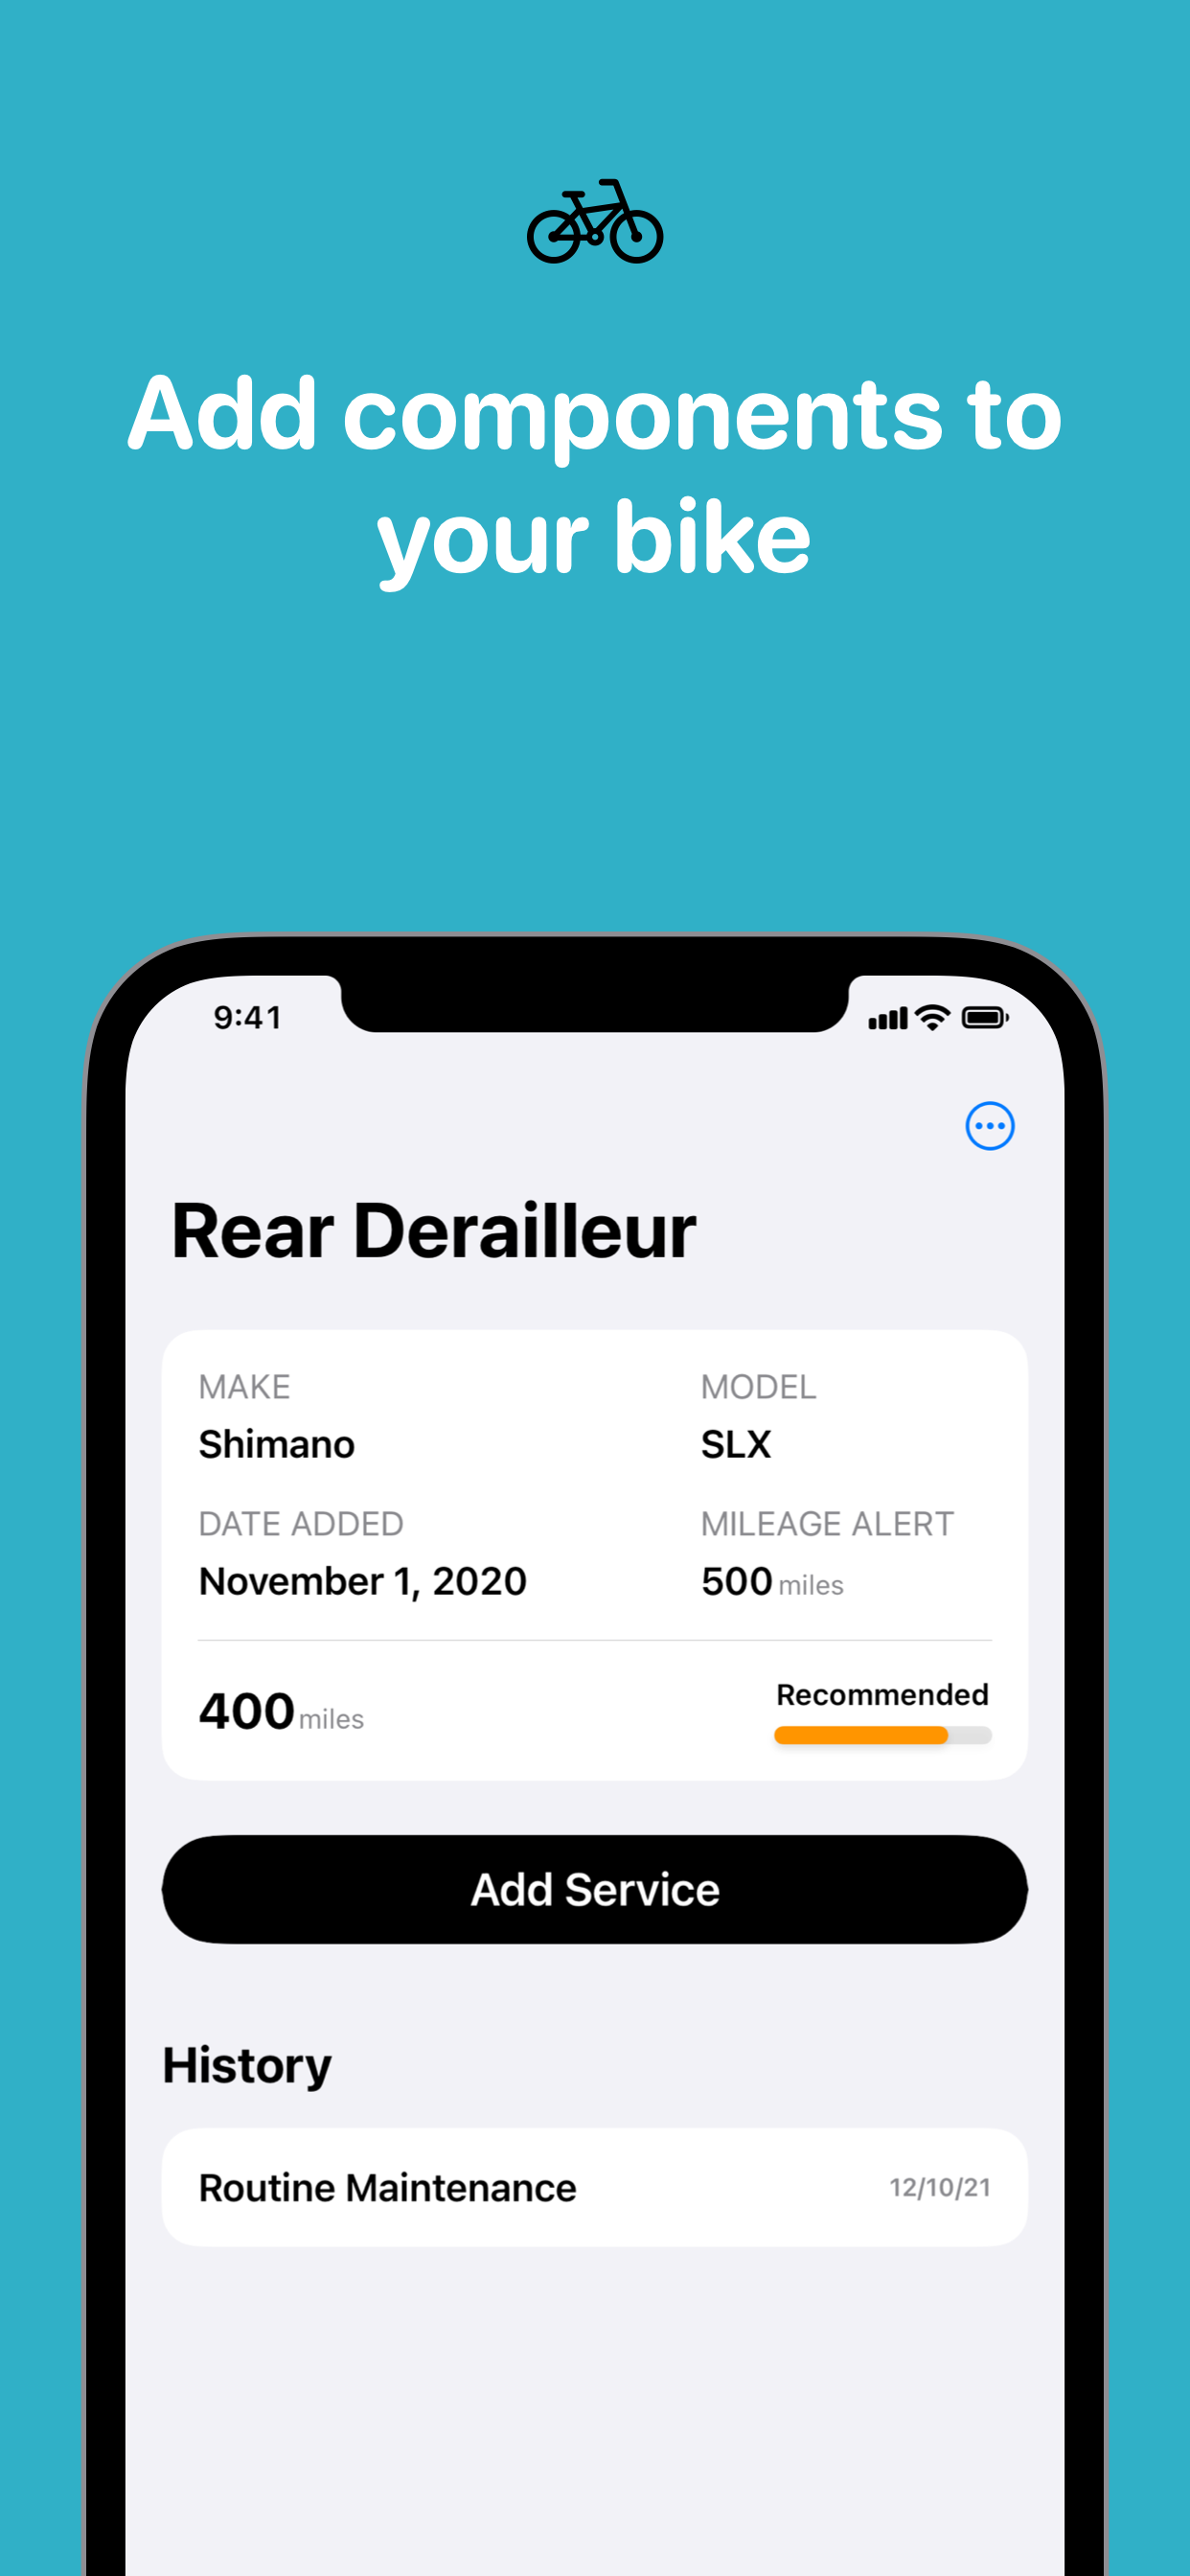 Add components to
your bike
9:41
Rear Derailleur
MAKE MODEL
Shimano SLX
DATE ADDED MILEAGE ALERT
November 1, 2020 500 miles
Recommended
400 miles
Add Service
History
Routine Maintenance 12/10/21